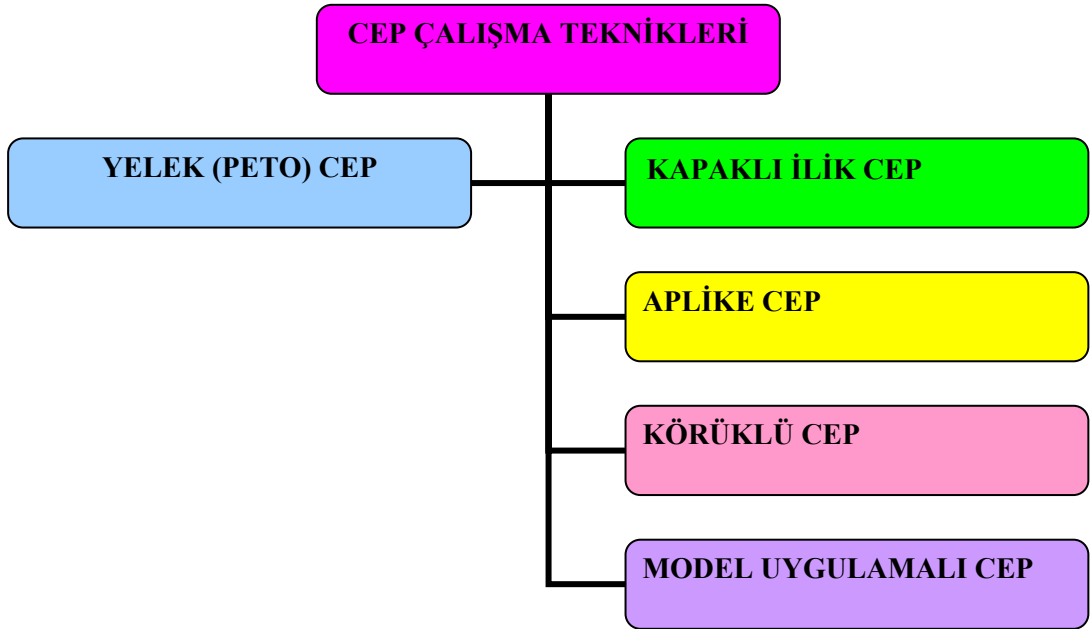 CEP ÇALIŞMA TEKNİKLERİ
YELEK (PETO) CEP
KAPAKLI İLİK CEP
APLİKE CEP
KÖRÜKLÜ CEP
MODEL UYGULAMALI CEP